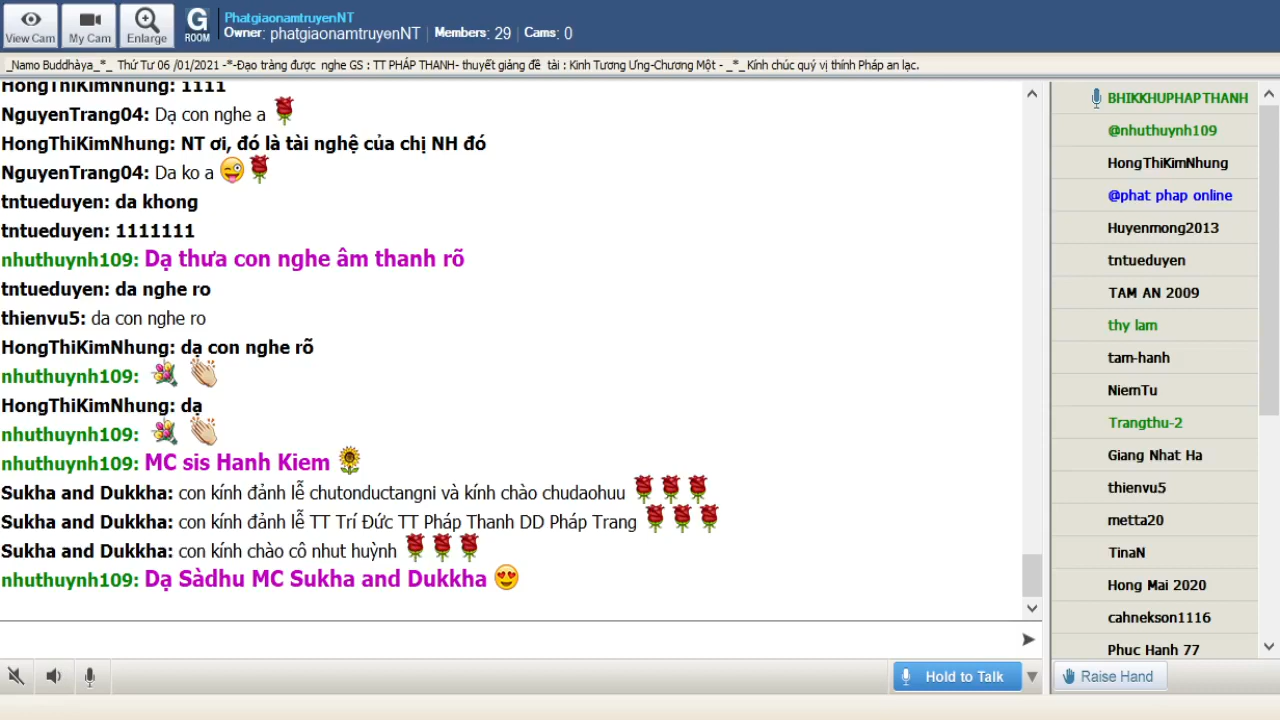 View Cam
My Cam
Enlarge
G
ROOM
PhatgiaonamtruyenNT
Owner: phatgiaonamtruyenNT | Members: 29 | Cams: 0
_Namo Buddhàya_*_ Thứ Tư 06 /01/2021 -*-Đạo tràng được nghe GS : TT PHÁP THANH- thuyết giảng đề tài : Kinh Tương Ưng-Chương Một - _*_ Kính chúc quý vị thính Pháp an lạc.
HongThiKimNhung: 1111
NguyenTrang04: Dạ con nghe a
HongThiKimNhung: NT ơi, đó là tài nghệ của chị NH đó
NguyenTrang04: Da ko a
tntueduyen: da khong
tntueduyen: 1111111
nhuthuynh109: Dạ thưa con nghe âm thanh rõ
tntueduyen: da nghe ro
thienvu5: da con nghe ro
HongThiKimNhung: dạ con nghe rõ
nhuthuynh109:
HongThiKimNhung: dạ
nhuthuynh109:
nhuthuynh109: MC sis Hanh Kiem
Sukha and Dukkha: con kính đảnh lễ chutonductangni và kính chào chudaohuu
Sukha and Dukkha: con kính đảnh lễ TT Trí Đức TT Pháp Thanh DD Pháp Trang
Sukha and Dukkha: con kính chào cô nhut huỳnh
nhuthuynh109: Dạ Sàdhu MC Sukha and Dukkha
BHIKKHUPHAPTHANH
@nhuthuynh109
HongThiKimNhung
@phat phap online
Huyenmong2013
tntueduyen
TAM AN 2009
thy lam
tam-hanh
NiemTu
Trangthu-2
Giang Nhat Ha
thienvu5
metta20
TinaN
Hong Mai 2020
cahnekson1116
Phuc Hanh 77
Hold to Talk
Raise Hand